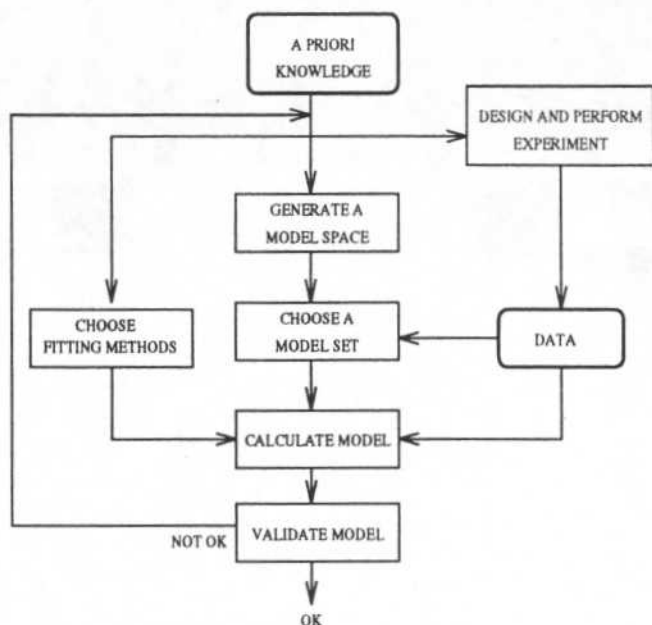 A PRIORI
KNOWLEDGE
DESIGN AND PERFORM
EXPERIMENT
GENERATE A
MODEL SPACE
CHOOSE
FITTING METHODS
CHOOSE A
MODEL SET
DATA
CALCULATE MODEL
VALIDATE MODEL
NOT OK
OK